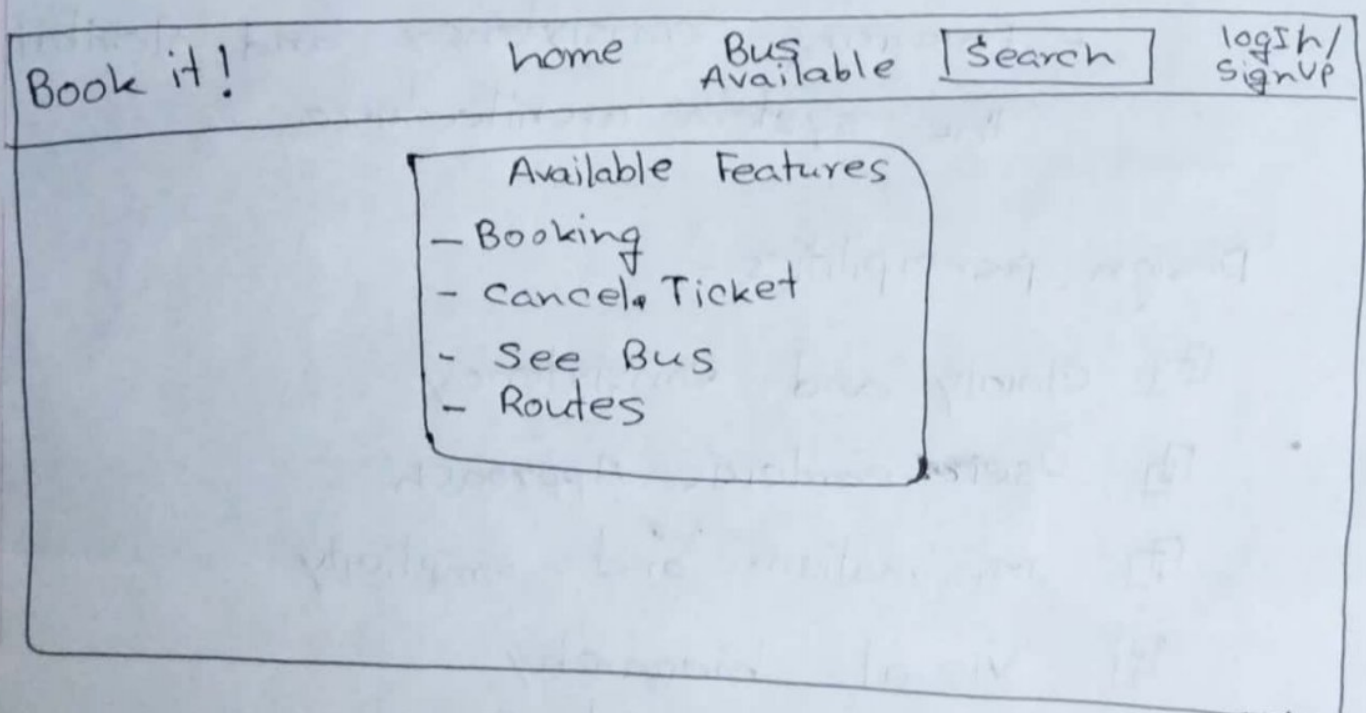 Book it!
home
Bus
Available
Search
logIn/
SignUp
Available Features
- Booking
- Cancel. Ticket
- See Bus
- Routes